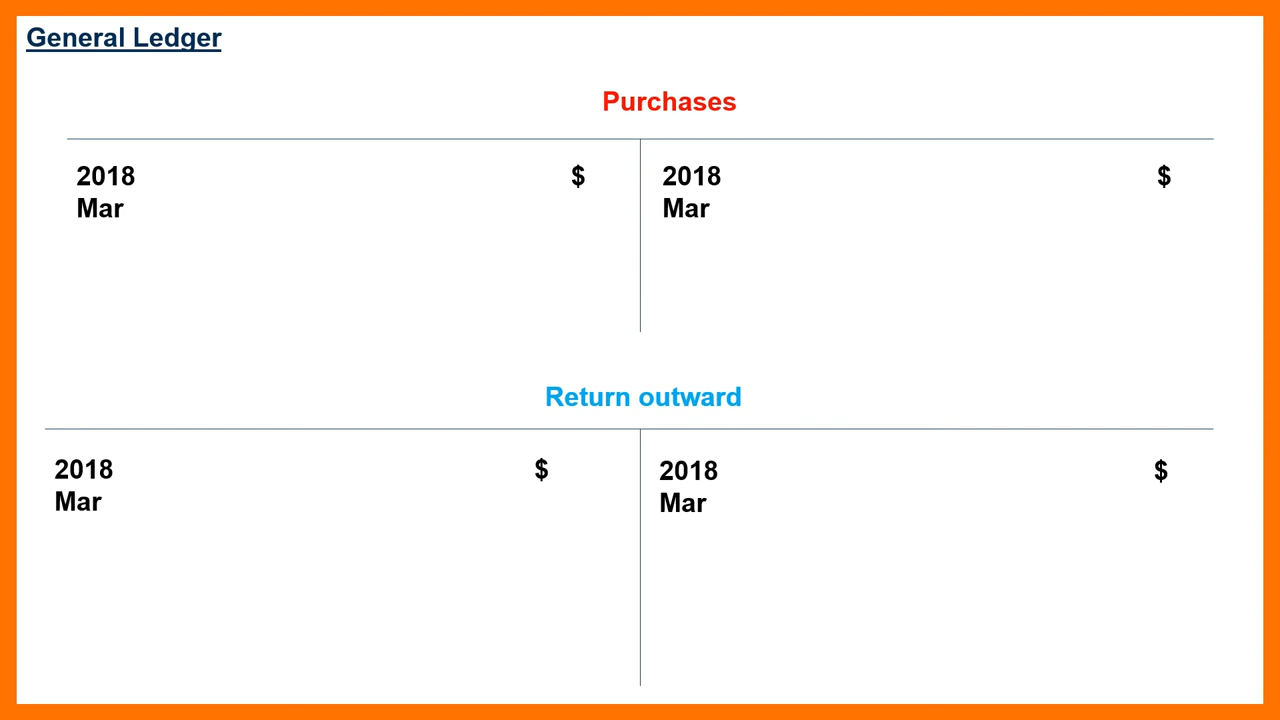 General Ledger
Purchases
2018 $ 2018 $
Mar Mar
Return outward
2018 $ 2018 $
Mar Mar